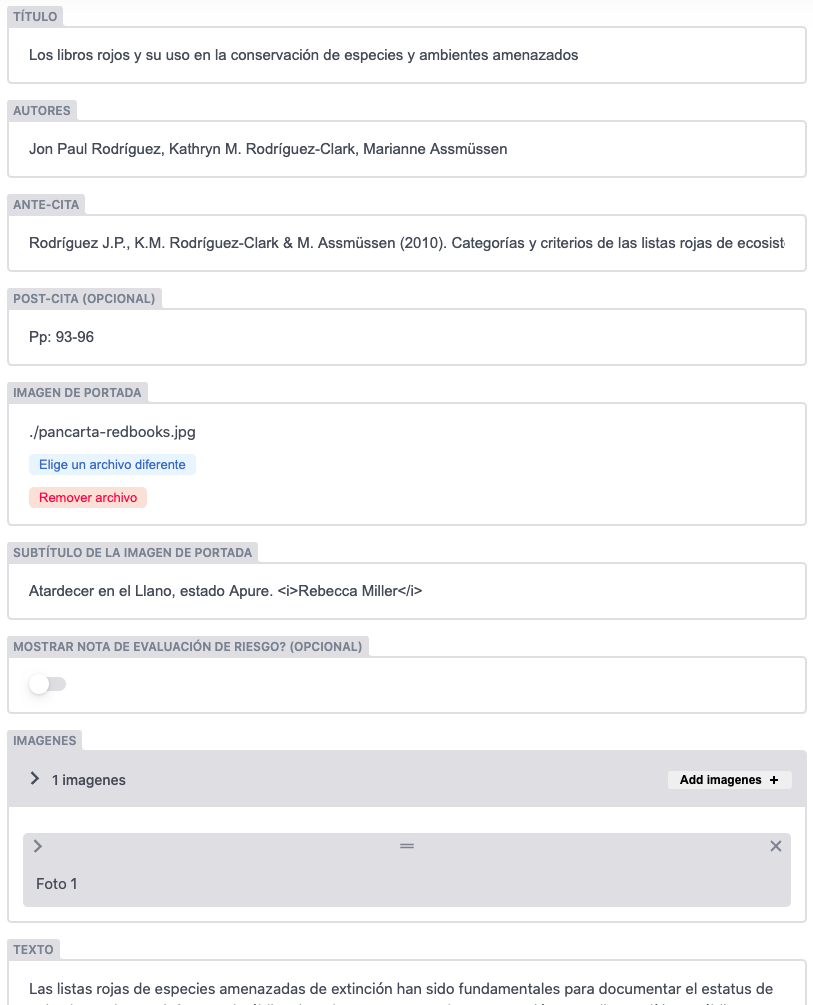 TÍTULO
Los libros rojos y su uso en la conservación de especies y ambientes amenazados
AUTORES
Jon Paul Rodríguez, Kathryn M. Rodríguez-Clark, Marianne Assmüssen
ANTE-CITA
Rodríguez J.P., K.M. Rodríguez-Clark & M. Assmüssen (2010). Categorías y criterios de las listas rojas de ecosist
POST-CITA (OPCIONAL)
Pp: 93-96
IMAGEN DE PORTADA
./pancarta-redbooks.jpg
Elige un archivo diferente
Remover archivo
SUBTÍTULO DE LA IMAGEN DE PORTADA
Atardecer en el Llano, estado Apure. <i>Rebecca Miller</i>
MOSTRAR NOTA DE EVALUACIÓN DE RIESGO? (OPCIONAL)
IMAGENES
1 imagenes
Add imagenes +
Foto 1
TEXTO
Las listas rojas de especies amenazadas de extinción han sido fundamentales para documentar el estatus de